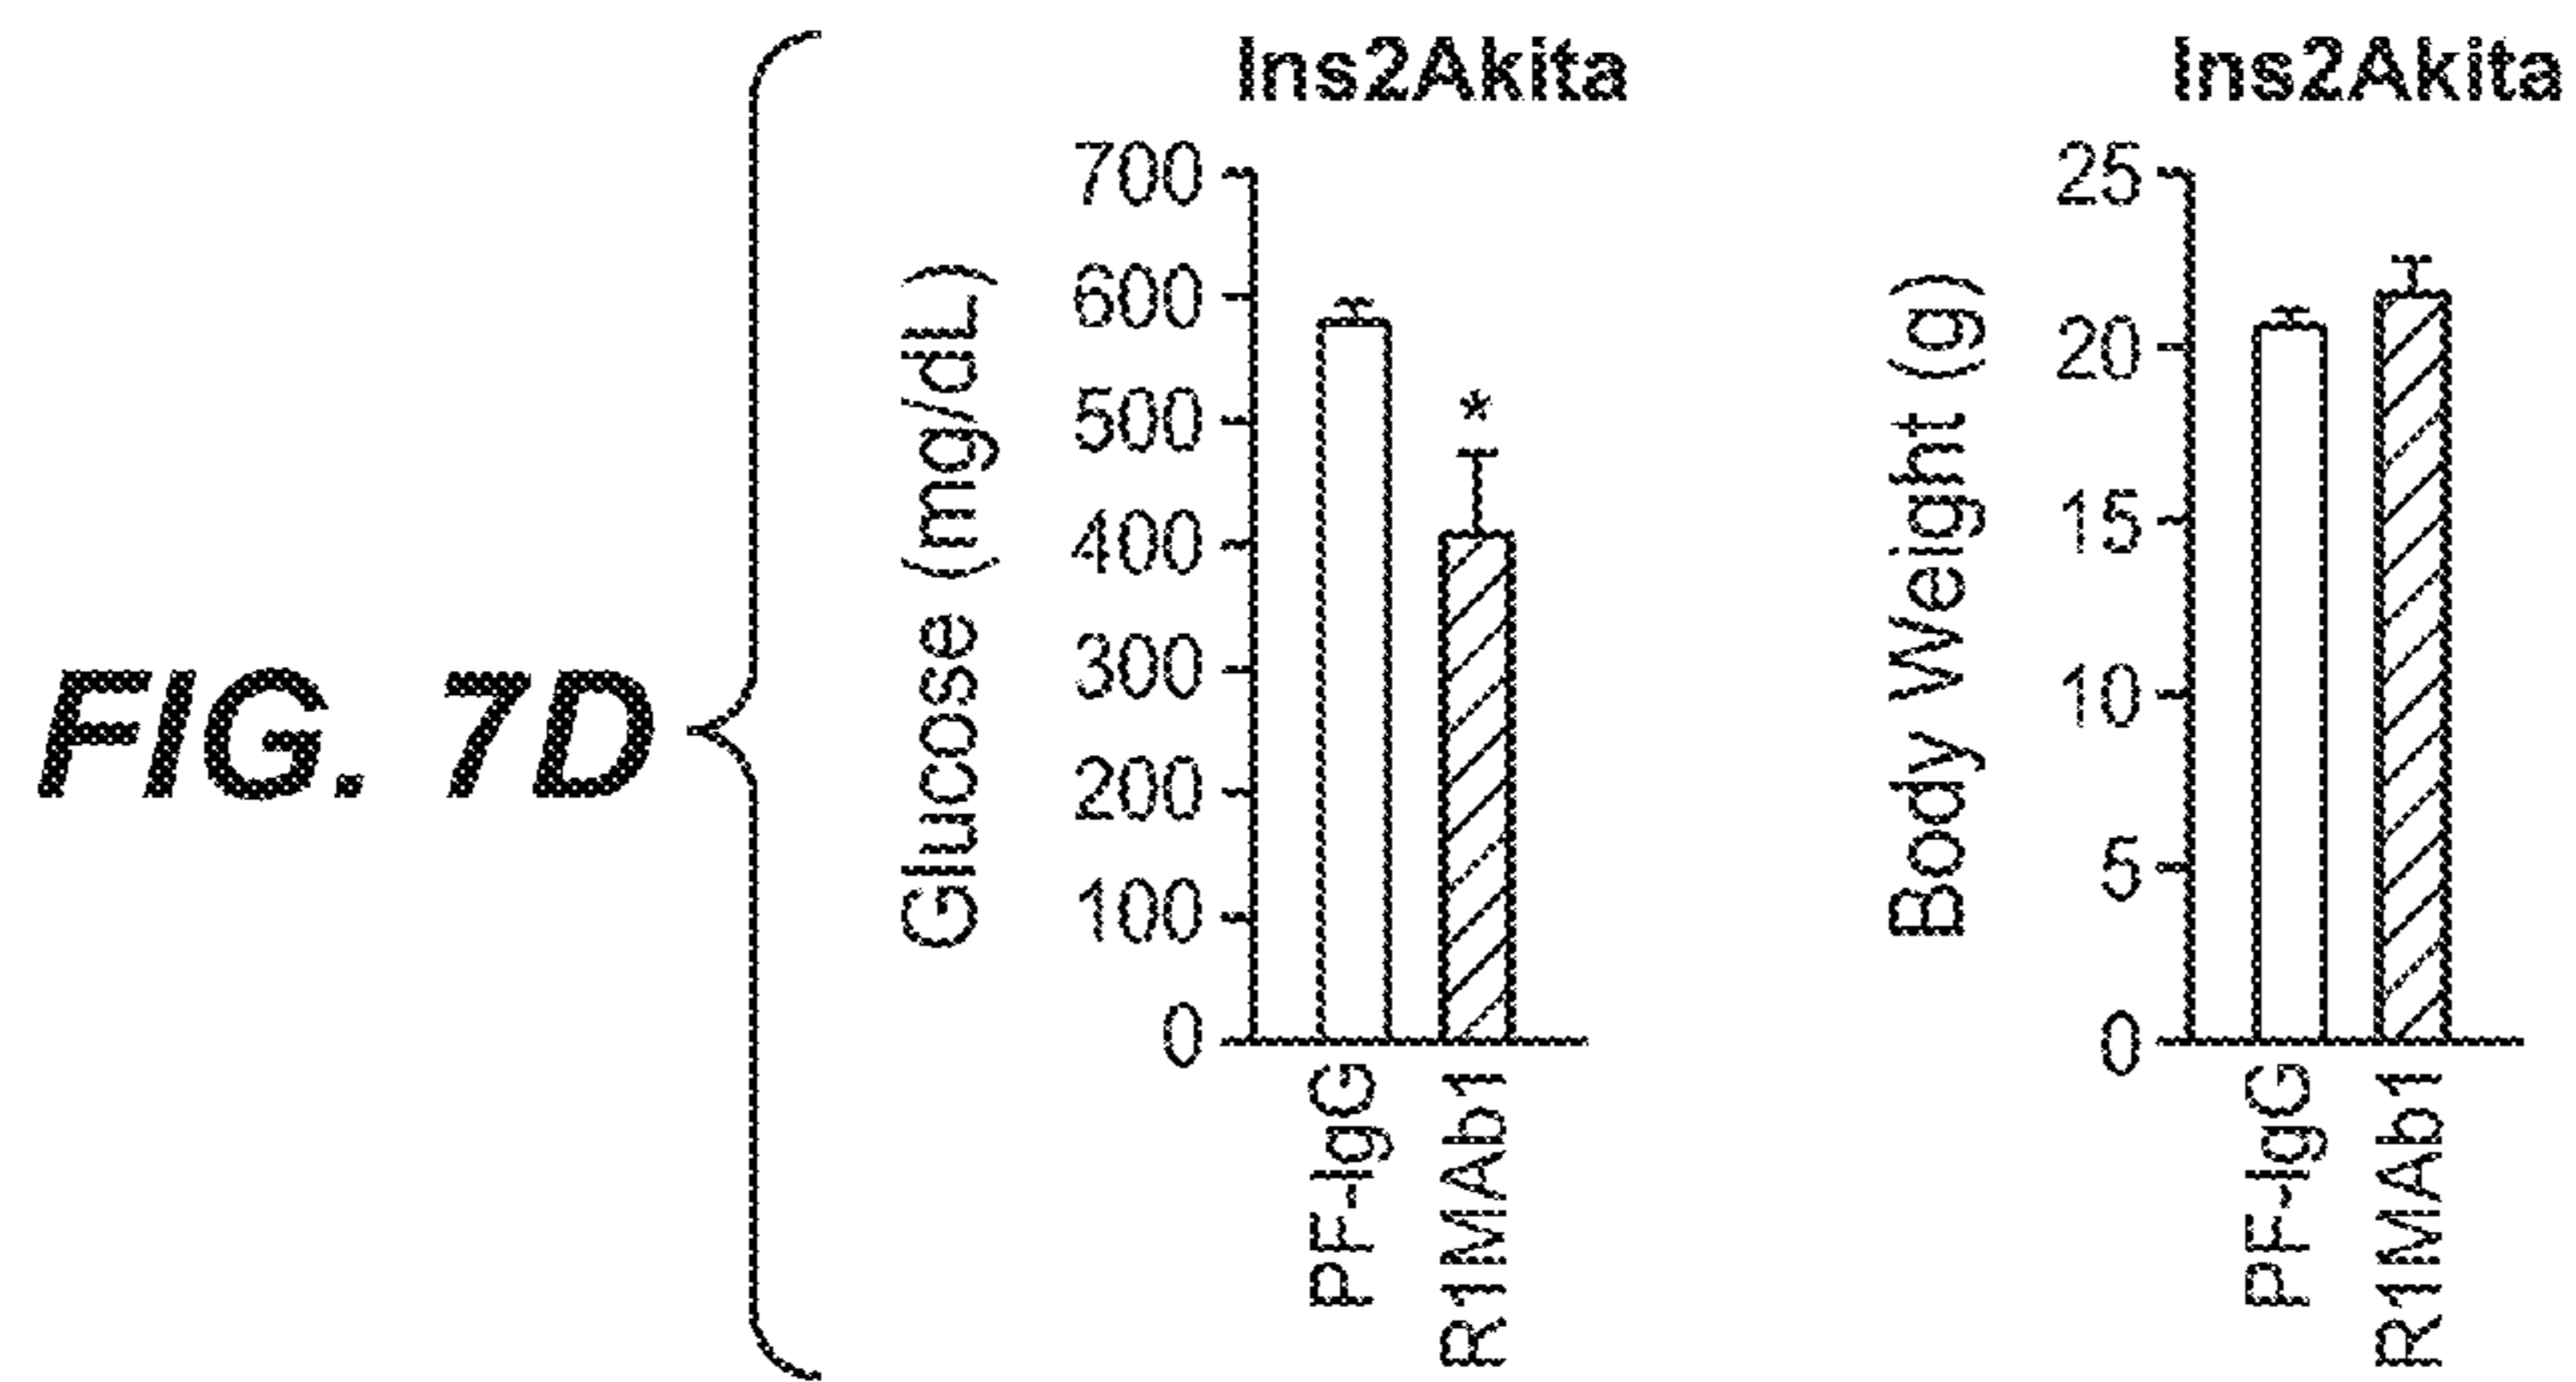 FIG. 7D
Ins2Akita
Glucose (mg/dL)
700
600
500
400
300
200
100
0
*
PF-IgG
R1MAb1
Ins2Akita
Body Weight (g)
25
20
15
10
5
0
PF-IgG
R1MAb1